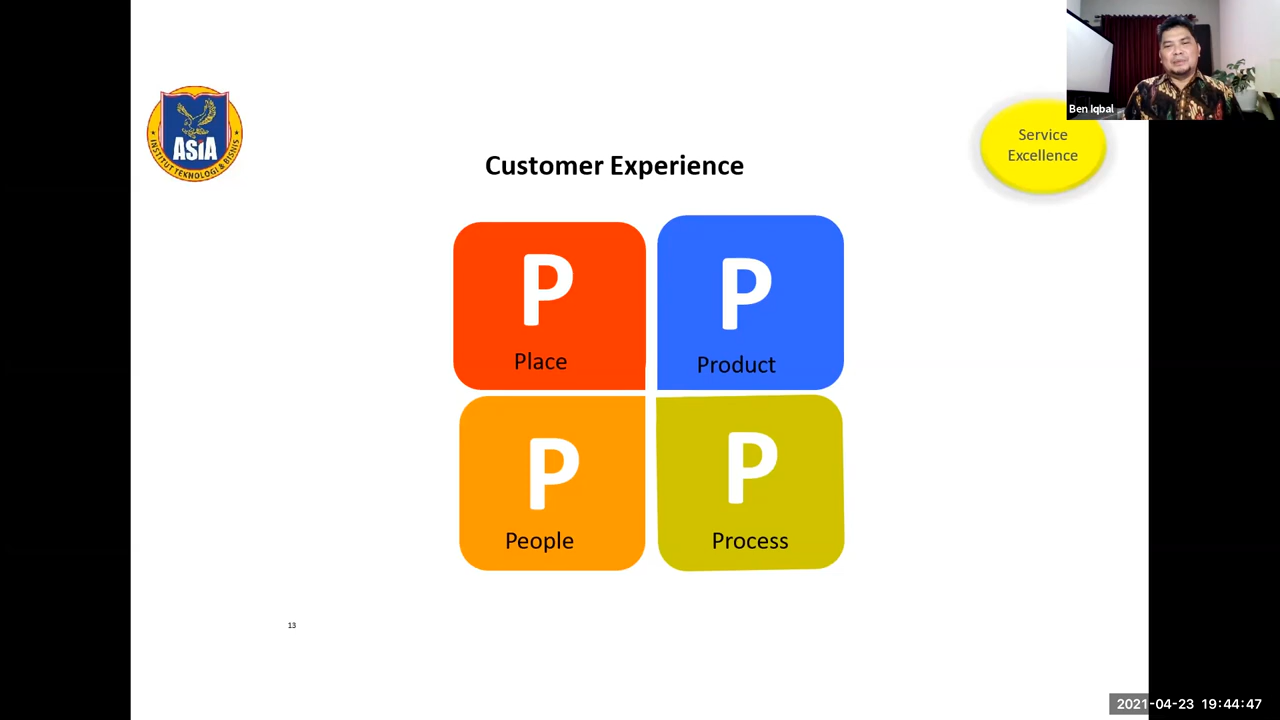 Ben Iqbal
ASIA
INSTITUT TEKNOLOGI & BISNIS
Service
Excellence
Customer Experience
P
Place
P
Product
P
People
P
Process
13
2021-04-23 19:44:47